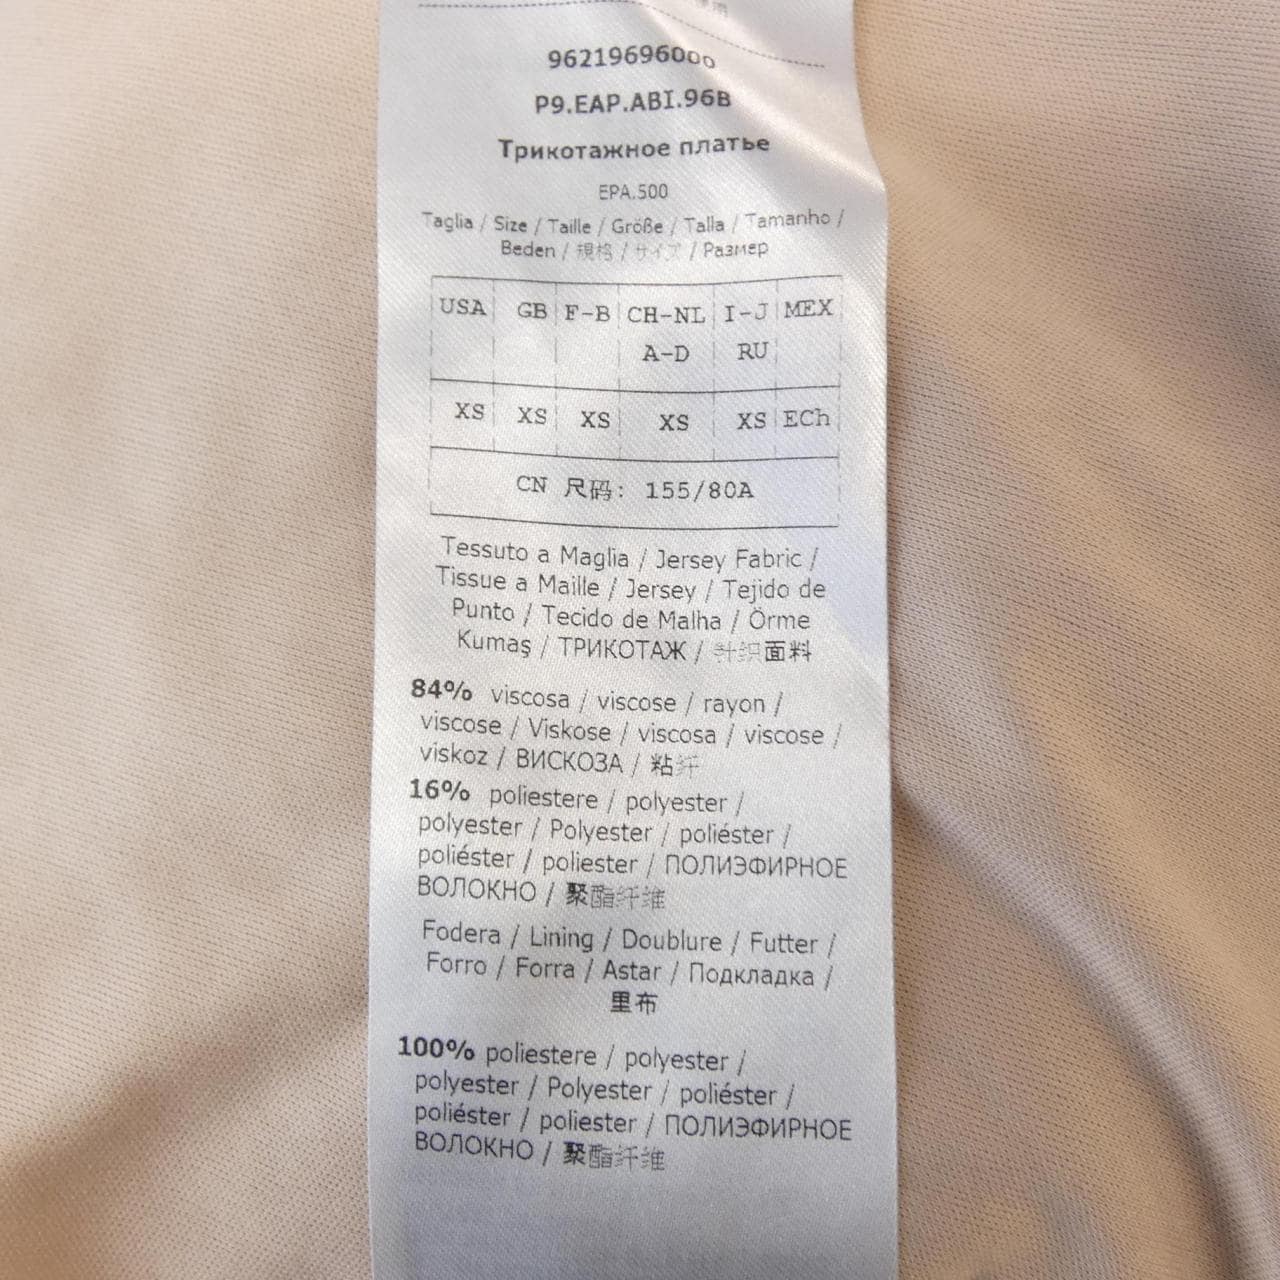 96219696000
P9.EAP.ABI.96B
Трикотажное платье
EPA.500
Taglia / Size / Taille / Größe / Talla / Tamanho /
Beden / 規格 / サイズ / Размер
USA GB F-B CH-NL I-J MEX
A-D RU
XS XS XS XS XS ECh
CN 尺码: 155/80A
Tessuto a Maglia / Jersey Fabric /
Tissue a Maille / Jersey / Tejido de
Punto / Tecido de Malha / Örme
Kumaş / ТРИКОТАЖ / 针织面料
84% viscosa / viscose / rayon /
viscose / Viskose / viscosa / viscose /
viskoz / ВИСКОЗА / 粘纤
16% poliestere / polyester /
polyester / Polyester / poliéster /
poliéster / poliester / ПОЛИЭФИРНОЕ
ВОЛОКНО / 聚酯纤维
Fodera / Lining / Doublure / Futter /
Forro / Forra / Astar / Подкладка /
里布
100% poliestere / polyester /
polyester / Polyester / poliéster /
poliéster / poliester / ПОЛИЭФИРНОЕ
ВОЛОКНО / 聚酯纤维